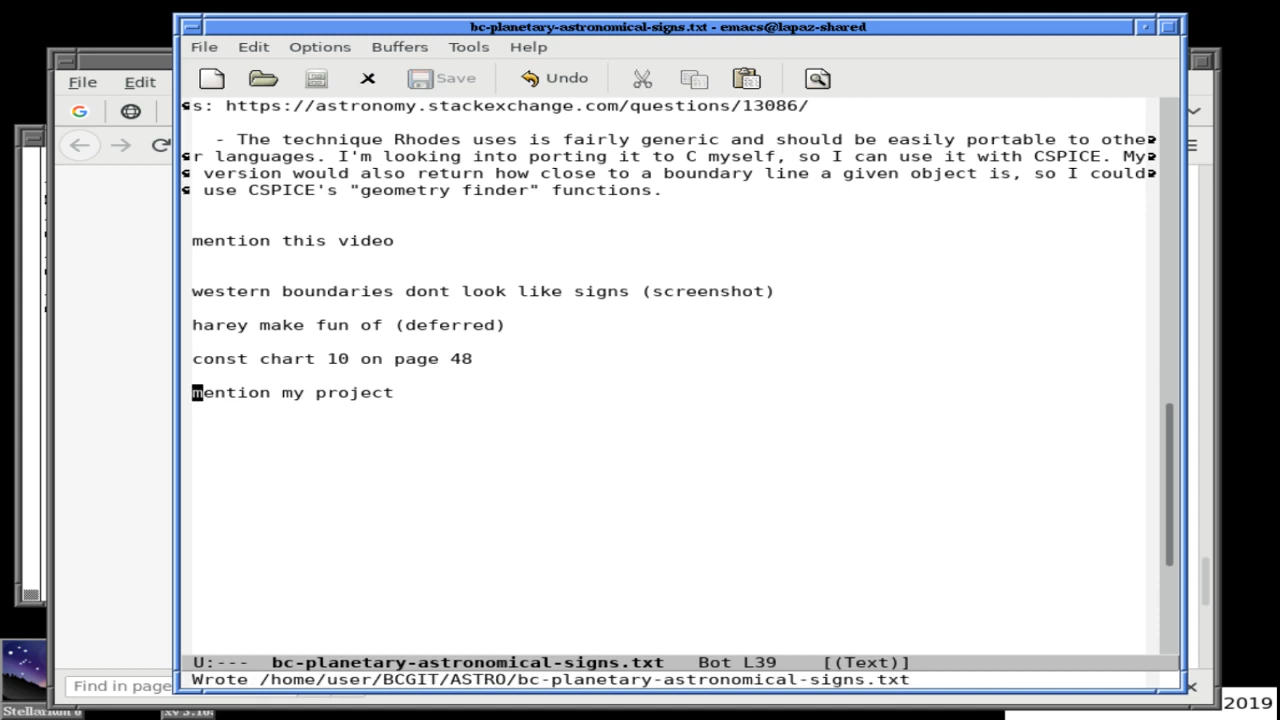 bc-planetary-astronomical-signs.txt - emacs@lapaz-shared
File Edit Options Buffers Tools Help
File Edit
Save Undo
s: https://astronomy.stackexchange.com/questions/13086/
- The technique Rhodes uses is fairly generic and should be easily portable to othe
r languages. I'm looking into porting it to C myself, so I can use it with CSPICE. My
version would also return how close to a boundary line a given object is, so I could
use CSPICE's "geometry finder" functions.
mention this video
western boundaries dont look like signs (screenshot)
harey make fun of (deferred)
const chart 10 on page 48
mention my project
U:--- bc-planetary-astronomical-signs.txt Bot L39 [(Text)]
Wrote /home/user/BCGIT/ASTRO/bc-planetary-astronomical-signs.txt
Find in page
2019